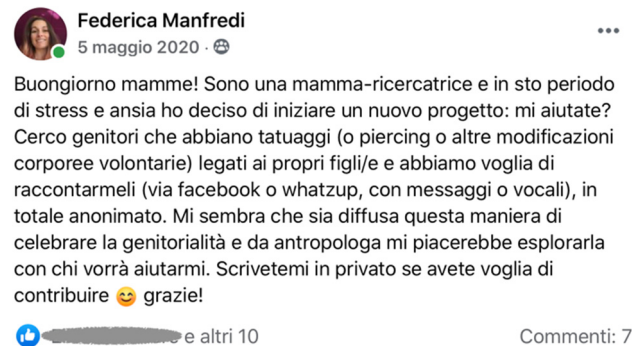 Federica Manfredi
5 maggio 2020 ·
Buongiorno mamme! Sono una mamma-ricercatrice e in sto periodo
di stress e ansia ho deciso di iniziare un nuovo progetto: mi aiutate?
Cerco genitori che abbiano tatuaggi (o piercing o altre modificazioni
corporee volontarie) legati ai propri figli/e e abbiamo voglia di
raccontarmeli (via facebook o whatzup, con messaggi o vocali), in
totale anonimato. Mi sembra che sia diffusa questa maniera di
celebrare la genitorialità e da antropologa mi piacerebbe esplorarla
con chi vorrà aiutarmi. Scrivetemi in privato se avete voglia di
contribuire 😊 grazie!
e altri 10
Commenti: 7